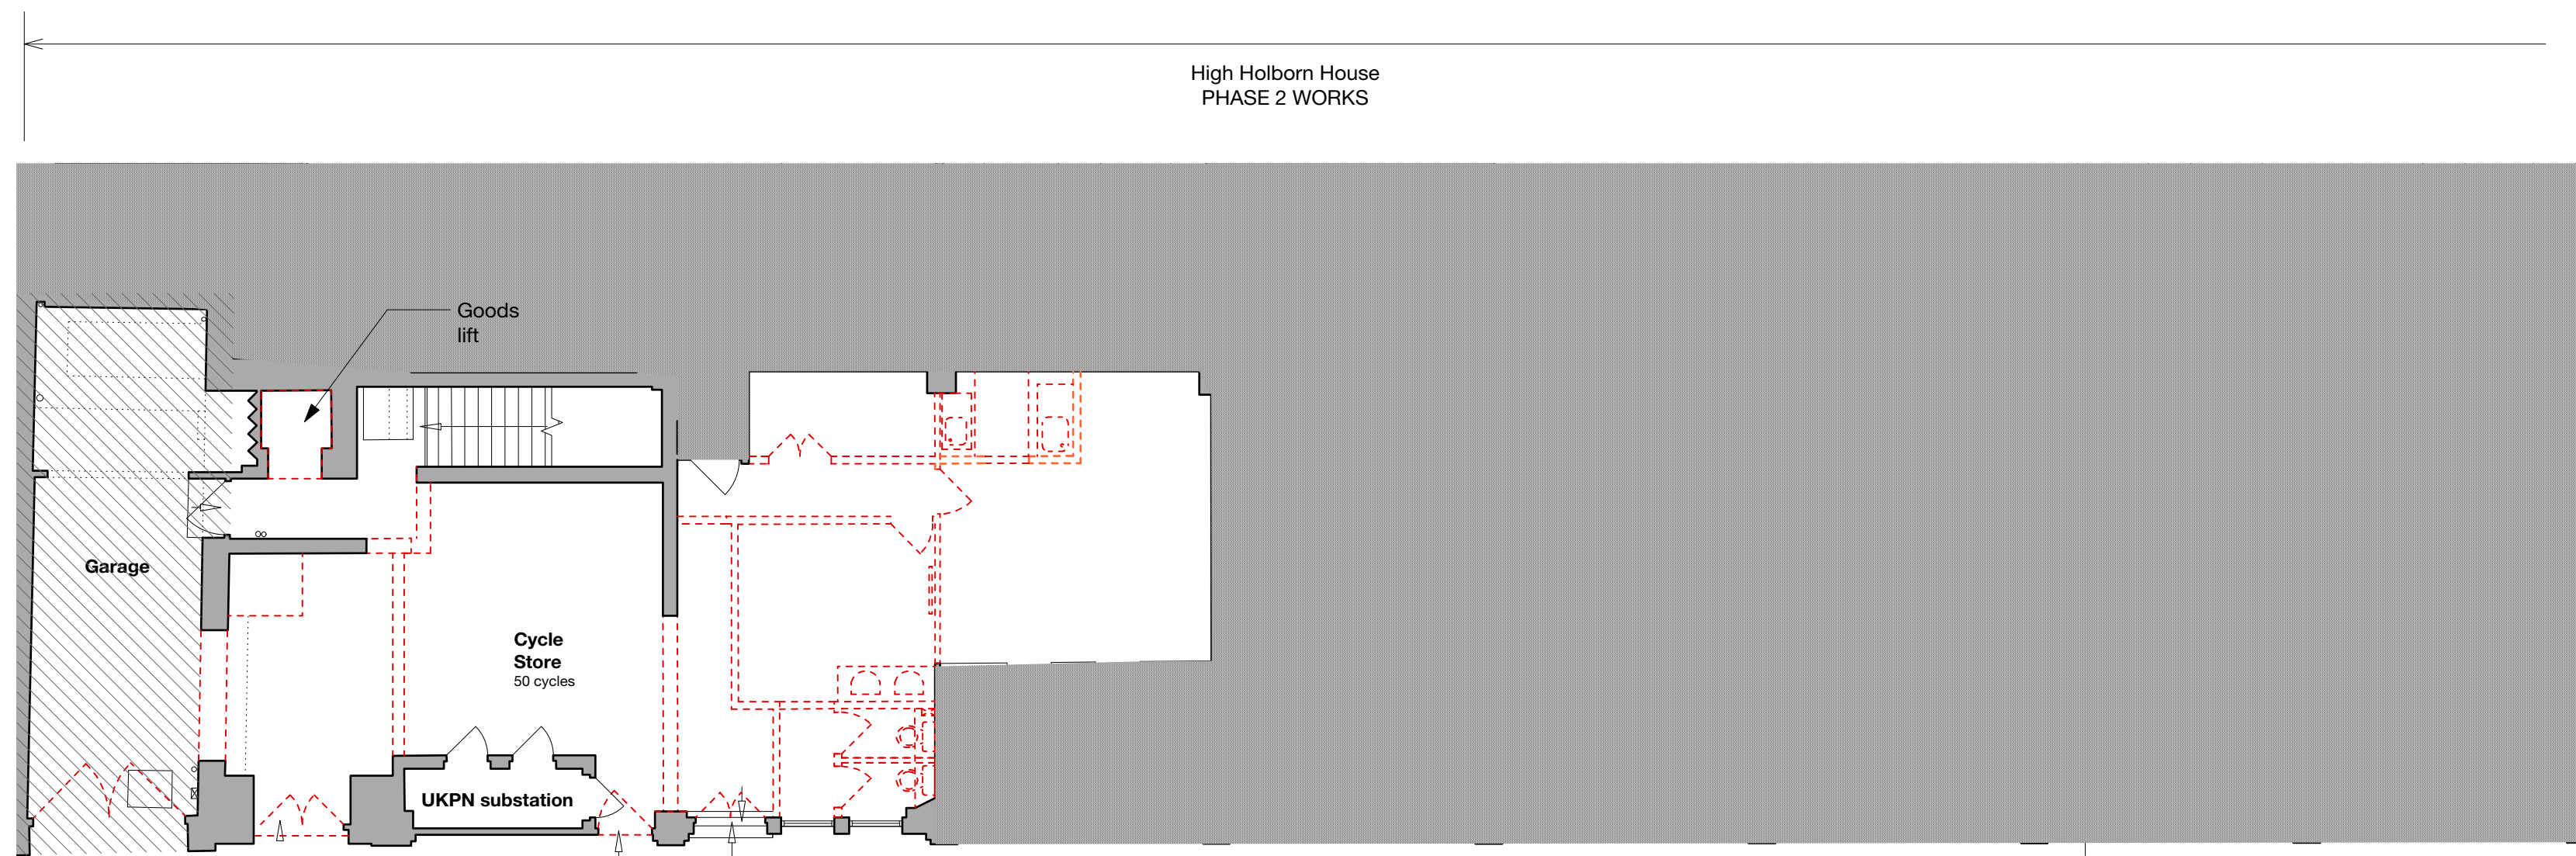 High Holborn House
PHASE 2 WORKS
Goods
lift
Garage
Cycle
Store
50 cycles
UKPN substation